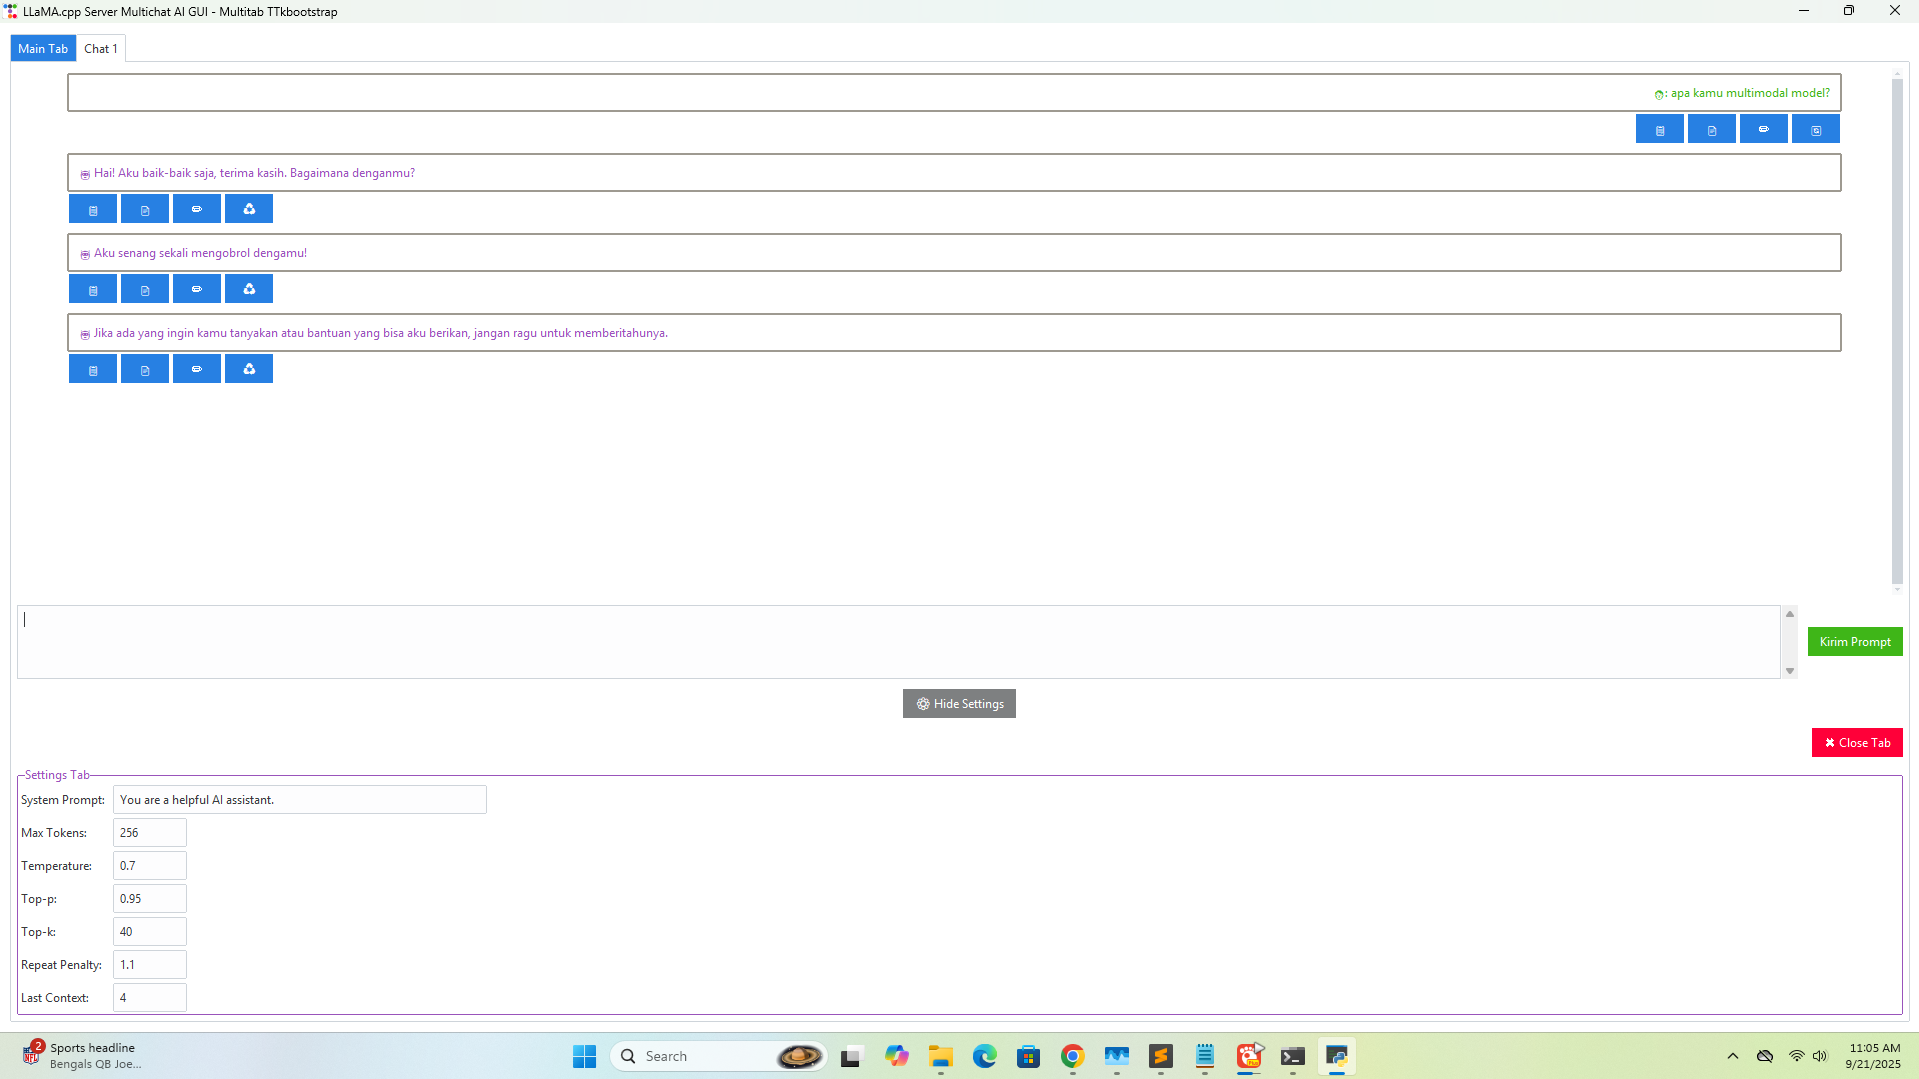 LLaMA.cpp Server Multichat AI GUI - Multitab TTkbootstrap
Main Tab
Chat 1
: apa kamu multimodal model?
Hai! Aku baik-baik saja, terima kasih. Bagaimana denganmu?
Aku senang sekali mengobrol dengamu!
Jika ada yang ingin kamu tanyakan atau bantuan yang bisa aku berikan, jangan ragu untuk memberitahunya.
Kirim Prompt
Hide Settings
✖ Close Tab
Settings Tab
System Prompt: You are a helpful AI assistant.
Max Tokens: 256
Temperature: 0.7
Top-p: 0.95
Top-k: 40
Repeat Penalty: 1.1
Last Context: 4
2
Sports headline
Bengals QB Joe...
Search
11:05 AM
9/21/2025